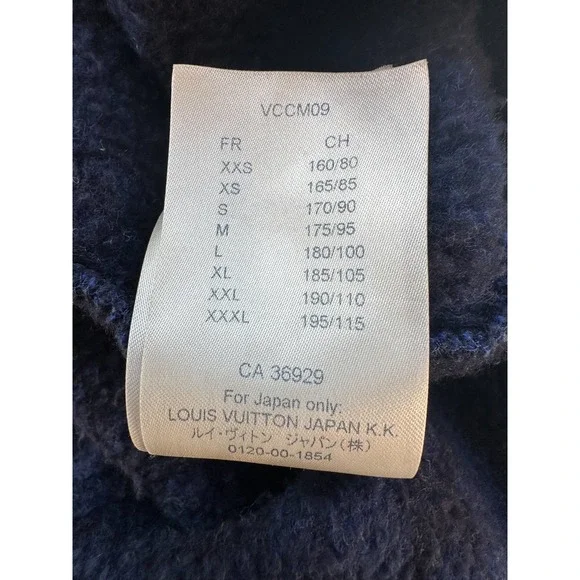 VCCM09
FR CH
XXS 160/80
XS 165/85
S 170/90
M 175/95
L 180/100
XL 185/105
XXL 190/110
XXXL 195/115
CA 36929
For Japan only:
LOUIS VUITTON JAPAN K.K.
ルイ・ヴィトン ジャパン(株)
0120-00-1854